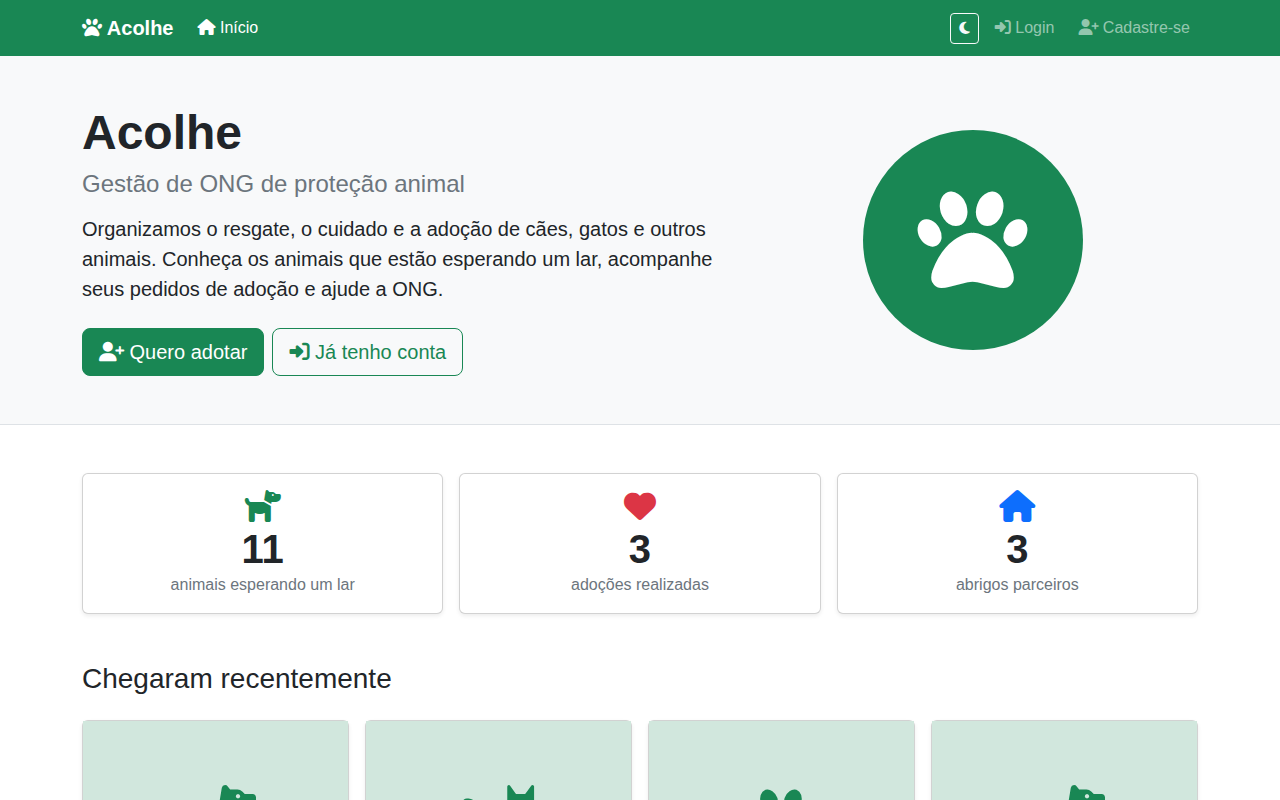 Acolhe
Início
Login
Cadastre-se
Acolhe
Gestão de ONG de proteção animal
Organizamos o resgate, o cuidado e a adoção de cães, gatos e outros
animais. Conheça os animais que estão esperando um lar, acompanhe
seus pedidos de adoção e ajude a ONG.
Quero adotar
Já tenho conta
11
animais esperando um lar
3
adoções realizadas
3
abrigos parceiros
Chegaram recentemente